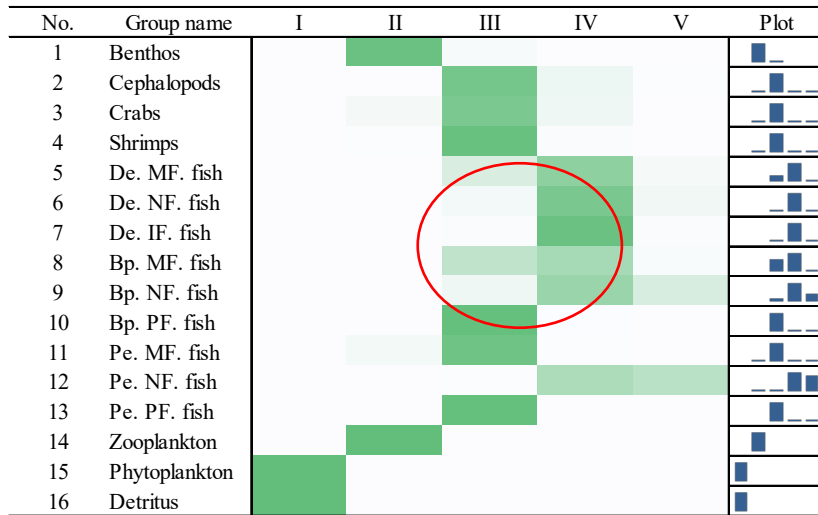 No. Group name I II III IV V Plot
1 Benthos
2 Cephalopods
3 Crabs
4 Shrimps
5 De. MF. fish
6 De. NF. fish
7 De. IF. fish
8 Bp. MF. fish
9 Bp. NF. fish
10 Bp. PF. fish
11 Pe. MF. fish
12 Pe. NF. fish
13 Pe. PF. fish
14 Zooplankton
15 Phytoplankton
16 Detritus